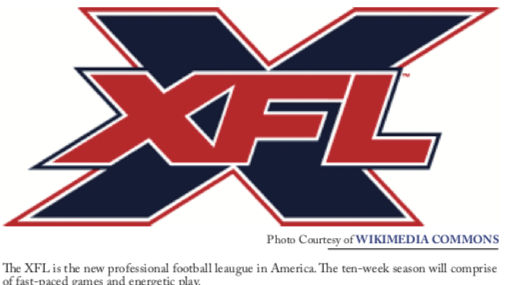 XFL™
Photo Courtesy of WIKIMEDIA COMMONS
The XFL is the new professional football leaugue in America. The ten-week season will comprise
of fast-paced games and energetic play.